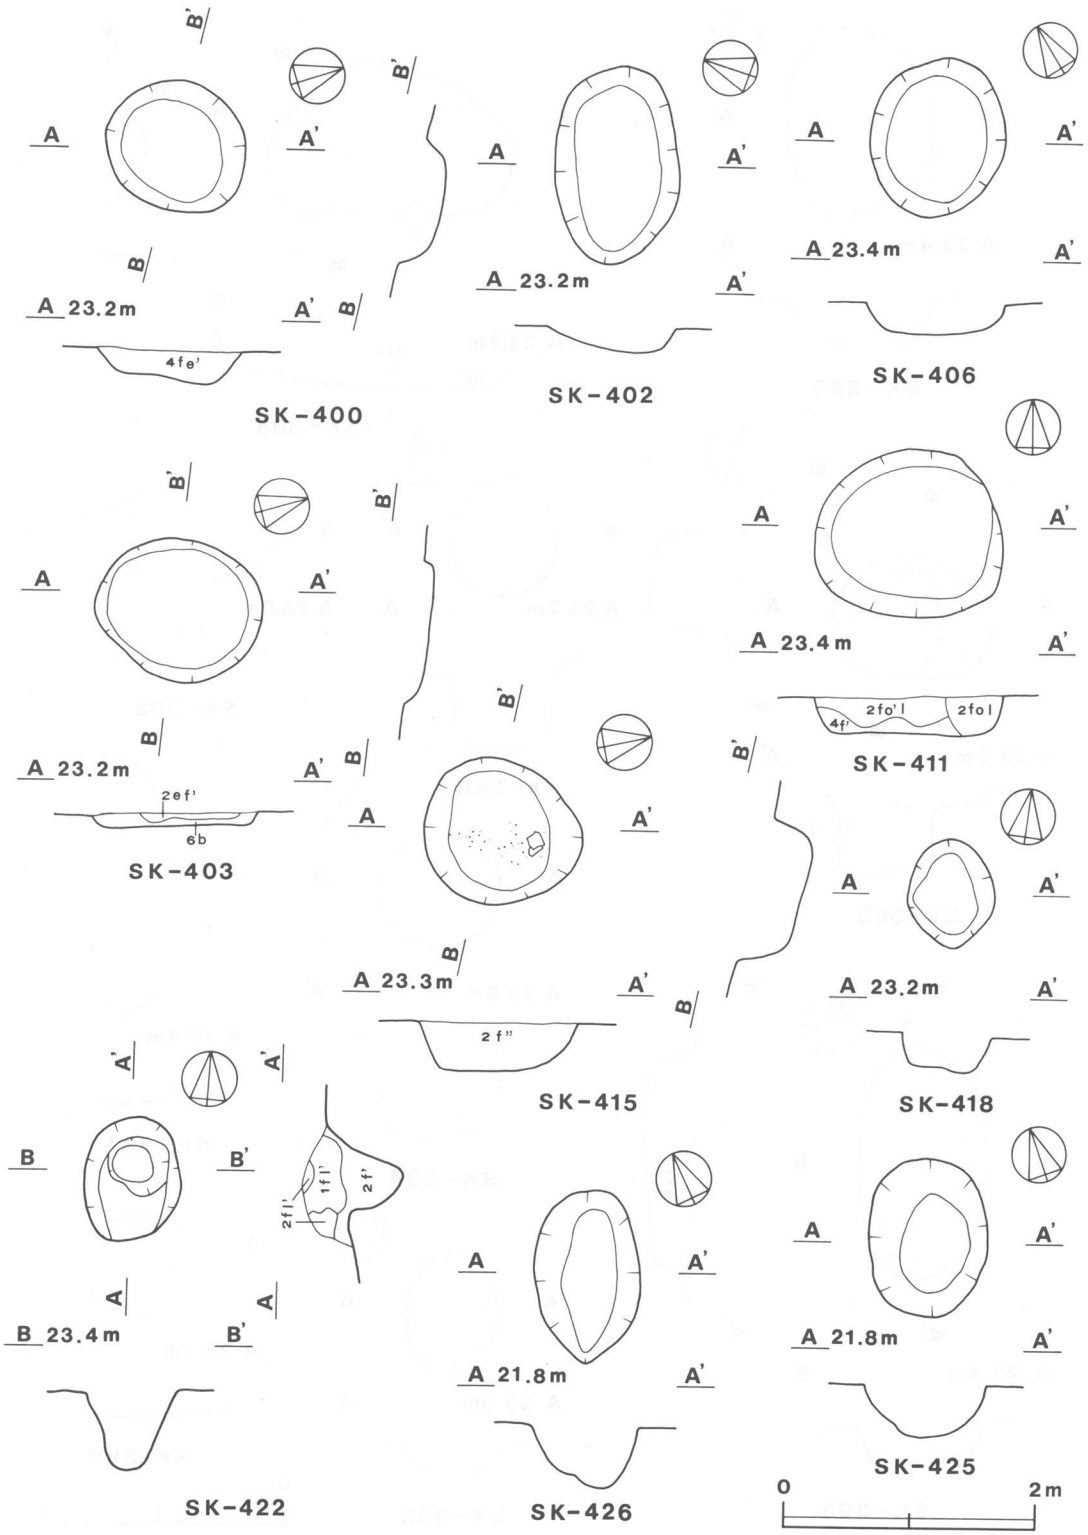 B'
A A'
B
A 23.2m A'
4fe'
B'
B
SK-400
A A'
A 23.2m A'
SK-402
A A'
A 23.4m A'
SK-406
B'
A A'
B
A 23.2m A'
2ef'
6b
B'
B
SK-403
A A'
A 23.4m A'
2fo'l
2fol
4f'
SK-411
B'
A A'
B
A 23.3m A'
2f"
B'
B
SK-415
A A'
A 23.2m A'
SK-418
A'
B B'
A
B 23.4m B'
A'
2fl'
1fl'
2f'
A
SK-422
A A'
A 21.8m A'
SK-426
A A'
A 21.8m A'
SK-425
0 2m